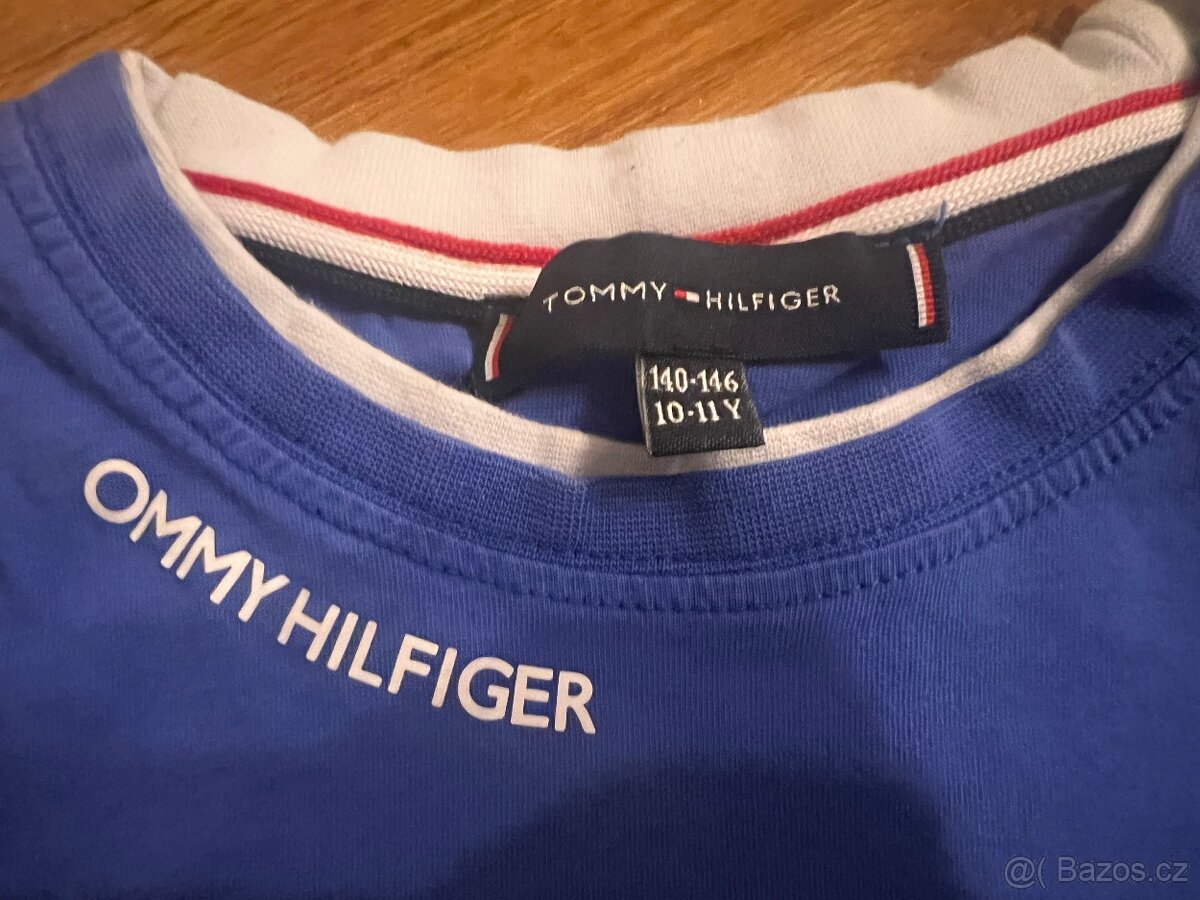 TOMMY HILFIGER
140-146
10-11 Y
OMMY HILFIGER
@( Bazos.cz